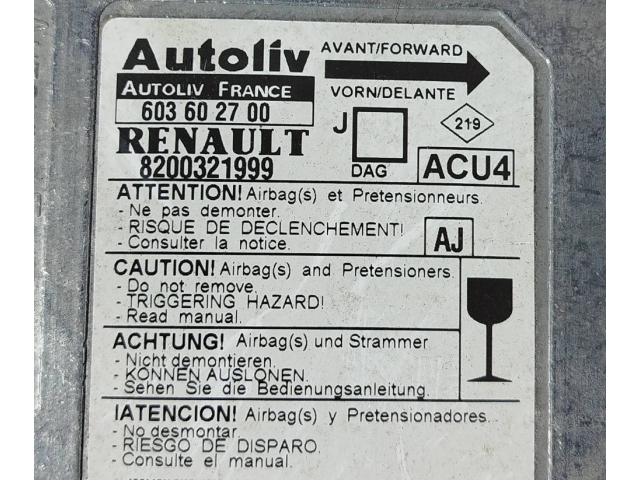 Autoliv AVANT/FORWARD
AUTOLIV FRANCE VORN/DELANTE
603 60 27 00
J 219
RENAULT
8200321999 DAG ACU4
ATTENTION! Airbag(s) et Pretensionneurs.
- Ne pas demonter.
- RISQUE DE DECLENCHEMENT!
- Consulter la notice. AJ
CAUTION! Airbag(s) and Pretensioners.
- Do not remove.
- TRIGGERING HAZARD!
- Read manual.
ACHTUNG! Airbag(s) und Strammer.
- Nicht demontieren.
- KONNEN AUSLONEN.
- Sehen Sie die Bedienungsanleitung.
¡ATENCION! Airbag(s) y Pretensionadores.
- No desmontar.
- RIESGO DE DISPARO.
- Consulte el manual.